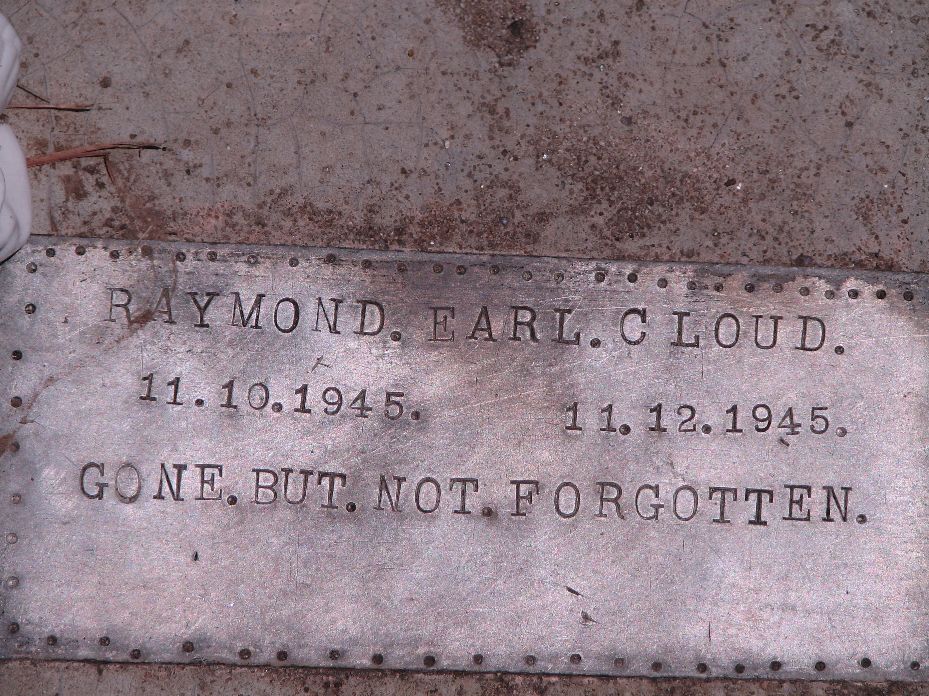 RAYMOND. EARL. CLOUD.
11.10.1945. 11.12.1945.
GONE. BUT. NOT. FORGOTTEN.